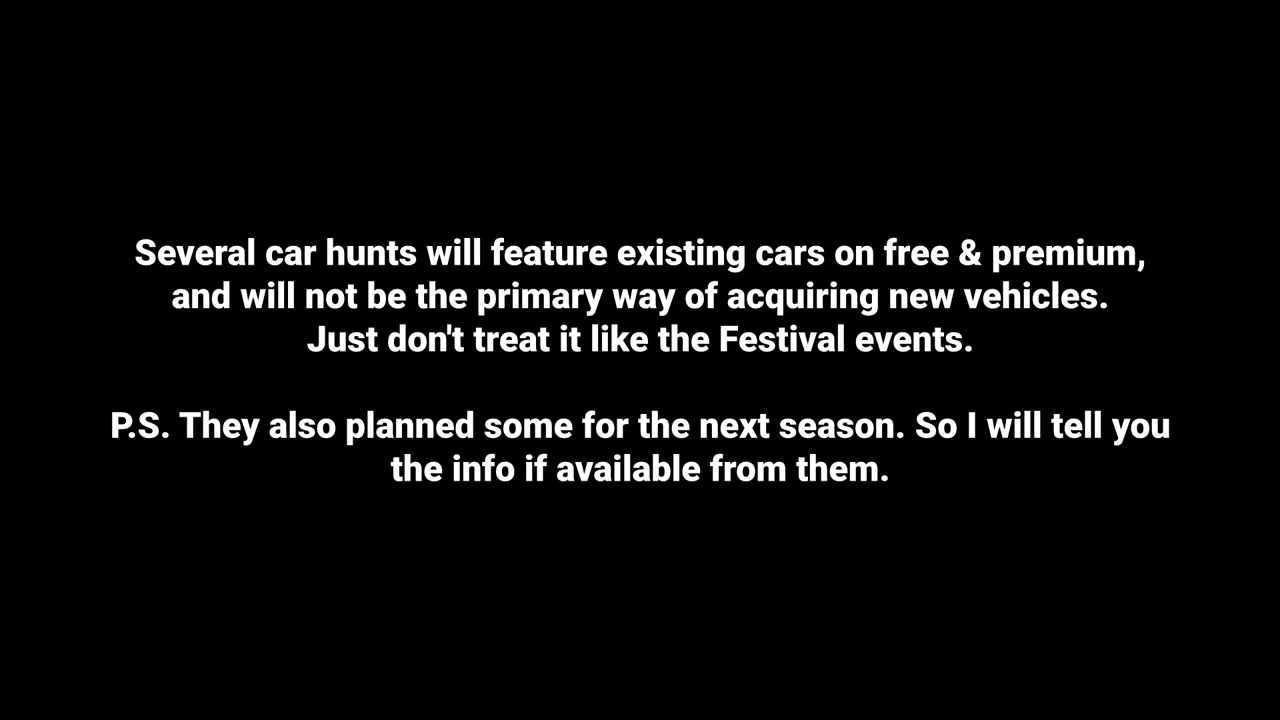 Several car hunts will feature existing cars on free & premium,
and will not be the primary way of acquiring new vehicles.
Just don't treat it like the Festival events.
P.S. They also planned some for the next season. So I will tell you
the info if available from them.